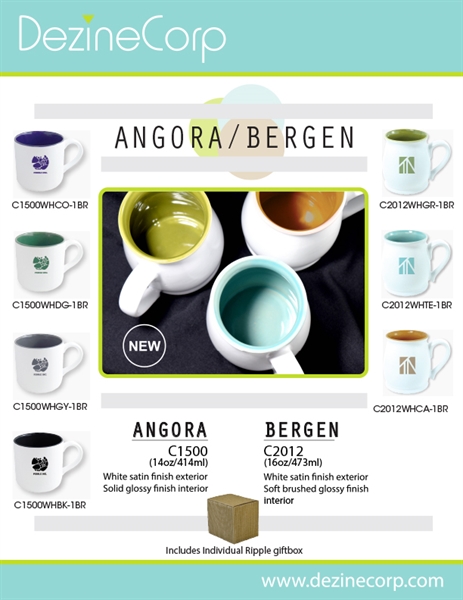 DezineCorp
ANGORA/BERGEN
C1500WHCO-1BR
C1500WHDG-1BR
C1500WHGY-1BR
C1500WHBK-1BR
C2012WHGR-1BR
C2012WHTE-1BR
C2012WHCA-1BR
NEW
ANGORA
C1500
(14oz/414ml)
White satin finish exterior
Solid glossy finish interior
BERGEN
C2012
(16oz/473ml)
White satin finish exterior
Soft brushed glossy finish
interior
Includes Individual Ripple giftbox
www.dezinecorp.com